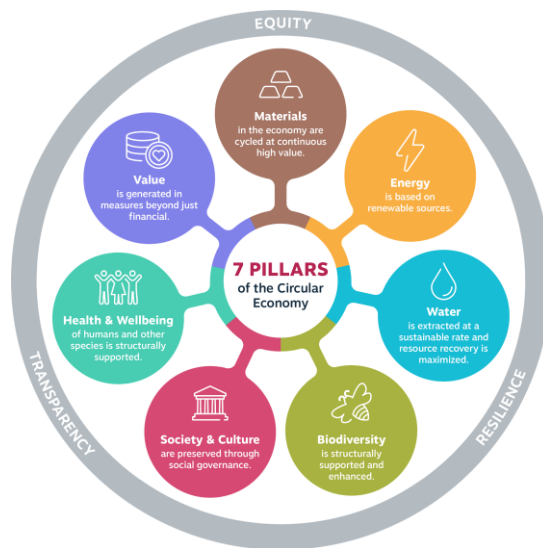 EQUITY
Materials
in the economy are
cycled at continuous
high value.
Value
is generated in
measures beyond just
financial.
Energy
is based on
renewable sources.
7 PILLARS
of the Circular
Economy
Health & Wellbeing
of humans and other
species is structurally
supported.
Water
is extracted at a
sustainable rate and
resource recovery is
maximized.
Society & Culture
are preserved through
social governance.
Biodiversity
is structurally
supported and
enhanced.
TRANSPARENCY
RESILIENCE